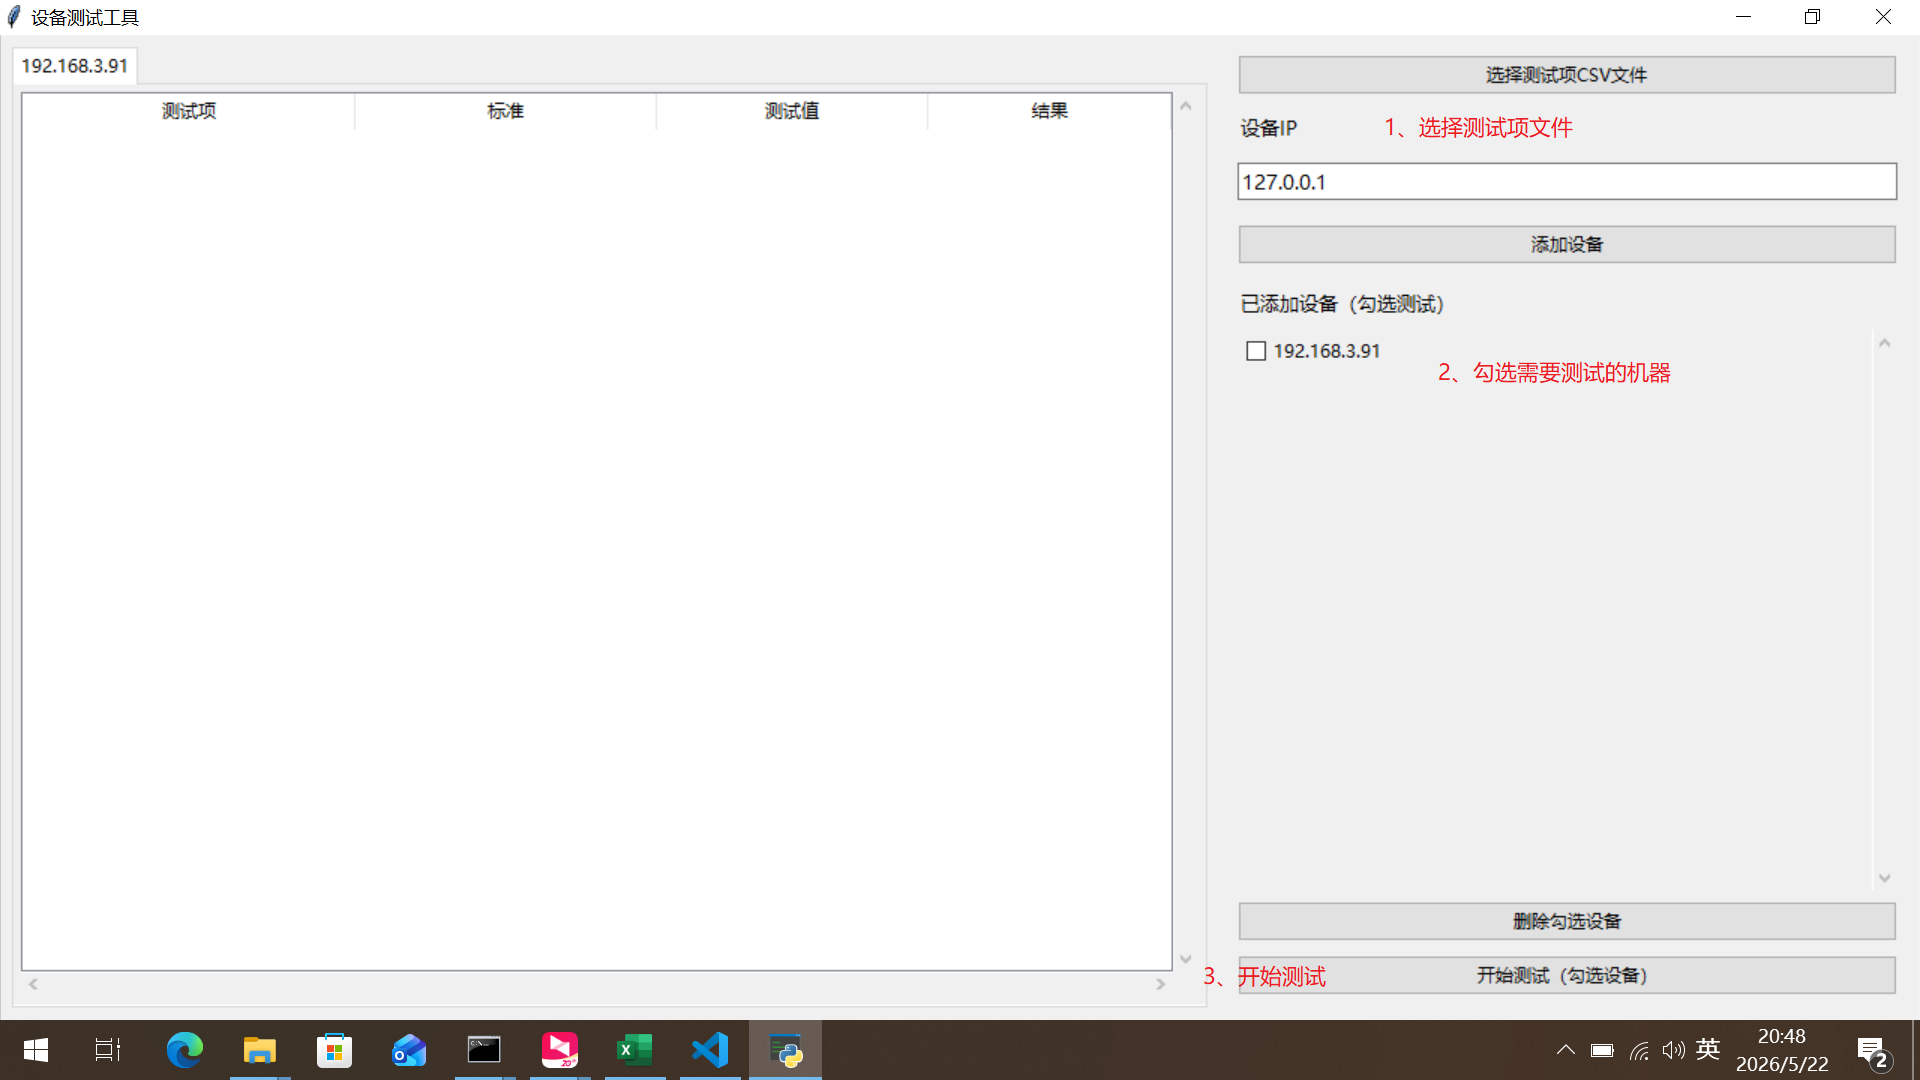 设备测试工具
192.168.3.91
测试项 标准 测试值 结果
选择测试项CSV文件
设备IP
1、选择测试项文件
127.0.0.1
添加设备
已添加设备（勾选测试）
192.168.3.91
2、勾选需要测试的机器
删除勾选设备
3、开始测试
开始测试（勾选设备）
英
20:48
2026/5/22
2